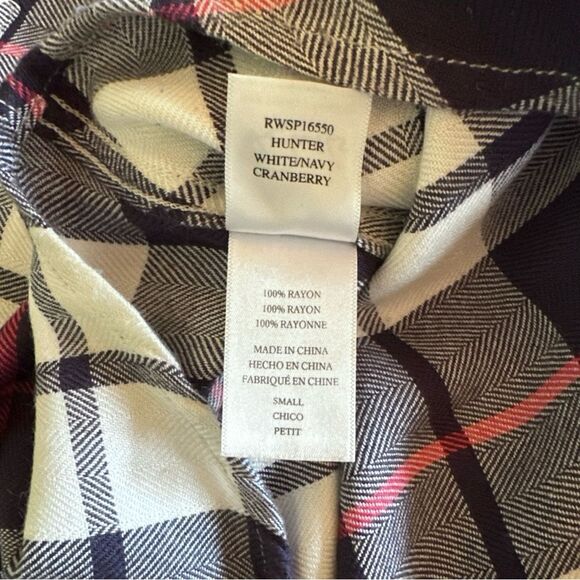 RWSP16550
HUNTER
WHITE/NAVY
CRANBERRY
100% RAYON
100% RAYON
100% RAYONNE
MADE IN CHINA
HECHO EN CHINA
FABRIQUÉ EN CHINE
SMALL
CHICO
PETIT